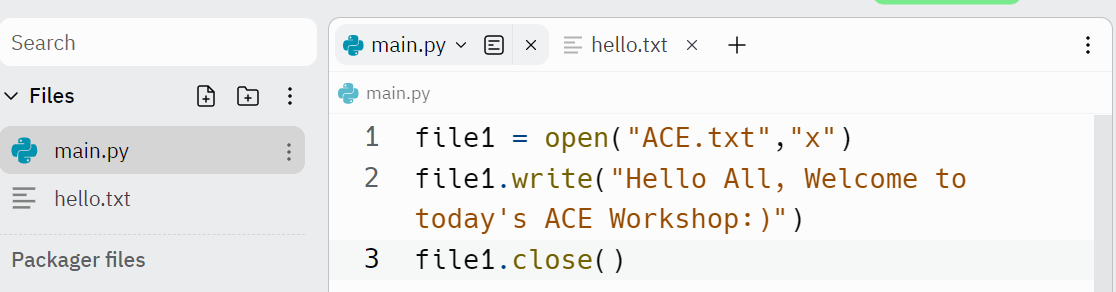 Search
Files
main.py
hello.txt
Packager files
main.py
hello.txt
main.py
1 file1 = open("ACE.txt","x")
2 file1.write("Hello All, Welcome to
today's ACE Workshop:)")
3 file1.close()